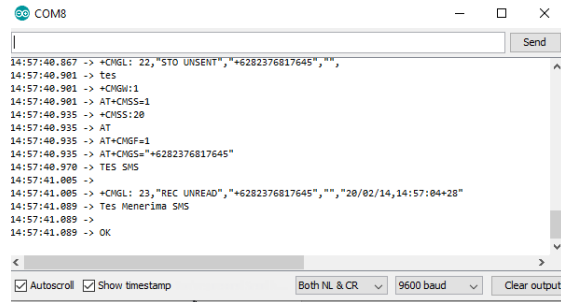 COM8
Send
14:57:40.867 -> +CMGL: 22,"STO UNSENT","+6282376817645","",
14:57:40.901 -> tes
14:57:40.901 -> +CMGW:1
14:57:40.901 -> AT+CMSS=1
14:57:40.935 -> +CMSS:20
14:57:40.935 -> AT
14:57:40.935 -> AT+CMGF=1
14:57:40.935 -> AT+CMGS="+6282376817645"
14:57:40.970 -> TES SMS
14:57:41.005 ->
14:57:41.005 -> +CMGL: 23,"REC UNREAD","+6282376817645","","20/02/14,14:57:04+28"
14:57:41.089 -> Tes Menerima SMS
14:57:41.089 ->
14:57:41.089 -> OK
Autoscroll Show timestamp Both NL & CR 9600 baud Clear output